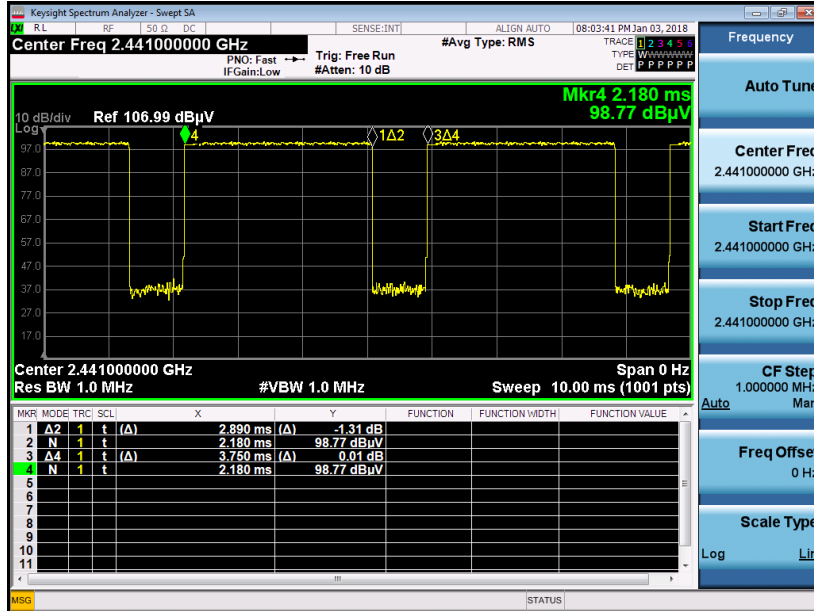 Keysight Spectrum Analyzer - Swept SA
LXI RL RF 50 Ω DC SENSE:INT ALIGN AUTO 08:03:41 PM Jan 03, 2018
Center Freq 2.441000000 GHz #Avg Type: RMS TRACE 1 2 3 4 5 6
PNO: Fast Trig: Free Run TYPE WWWWWW
IFGain:Low #Atten: 10 dB DET P P P P P P
Mkr4 2.180 ms
10 dB/div Ref 106.99 dBµV 98.77 dBµV
Log
4 1Δ2 3Δ4
97.0
87.0
77.0
67.0
57.0
47.0
37.0
27.0
17.0
Center 2.441000000 GHz Span 0 Hz
Res BW 1.0 MHz #VBW 1.0 MHz Sweep 10.00 ms (1001 pts)
MKR MODE TRC SCL X Y FUNCTION FUNCTION WIDTH FUNCTION VALUE
1 Δ2 1 t (Δ) 2.890 ms (Δ) -1.31 dB
2 N 1 t 2.180 ms 98.77 dBµV
3 Δ4 1 t (Δ) 3.750 ms (Δ) 0.01 dB
4 N 1 t 2.180 ms 98.77 dBµV
5
6
7
8
9
10
11
MSG STATUS
Frequency
Auto Tune
Center Freq
2.441000000 GHz
Start Freq
2.441000000 GHz
Stop Freq
2.441000000 GHz
CF Step
1.000000 MHz
Auto Man
Freq Offset
0 Hz
Scale Type
Log Lin